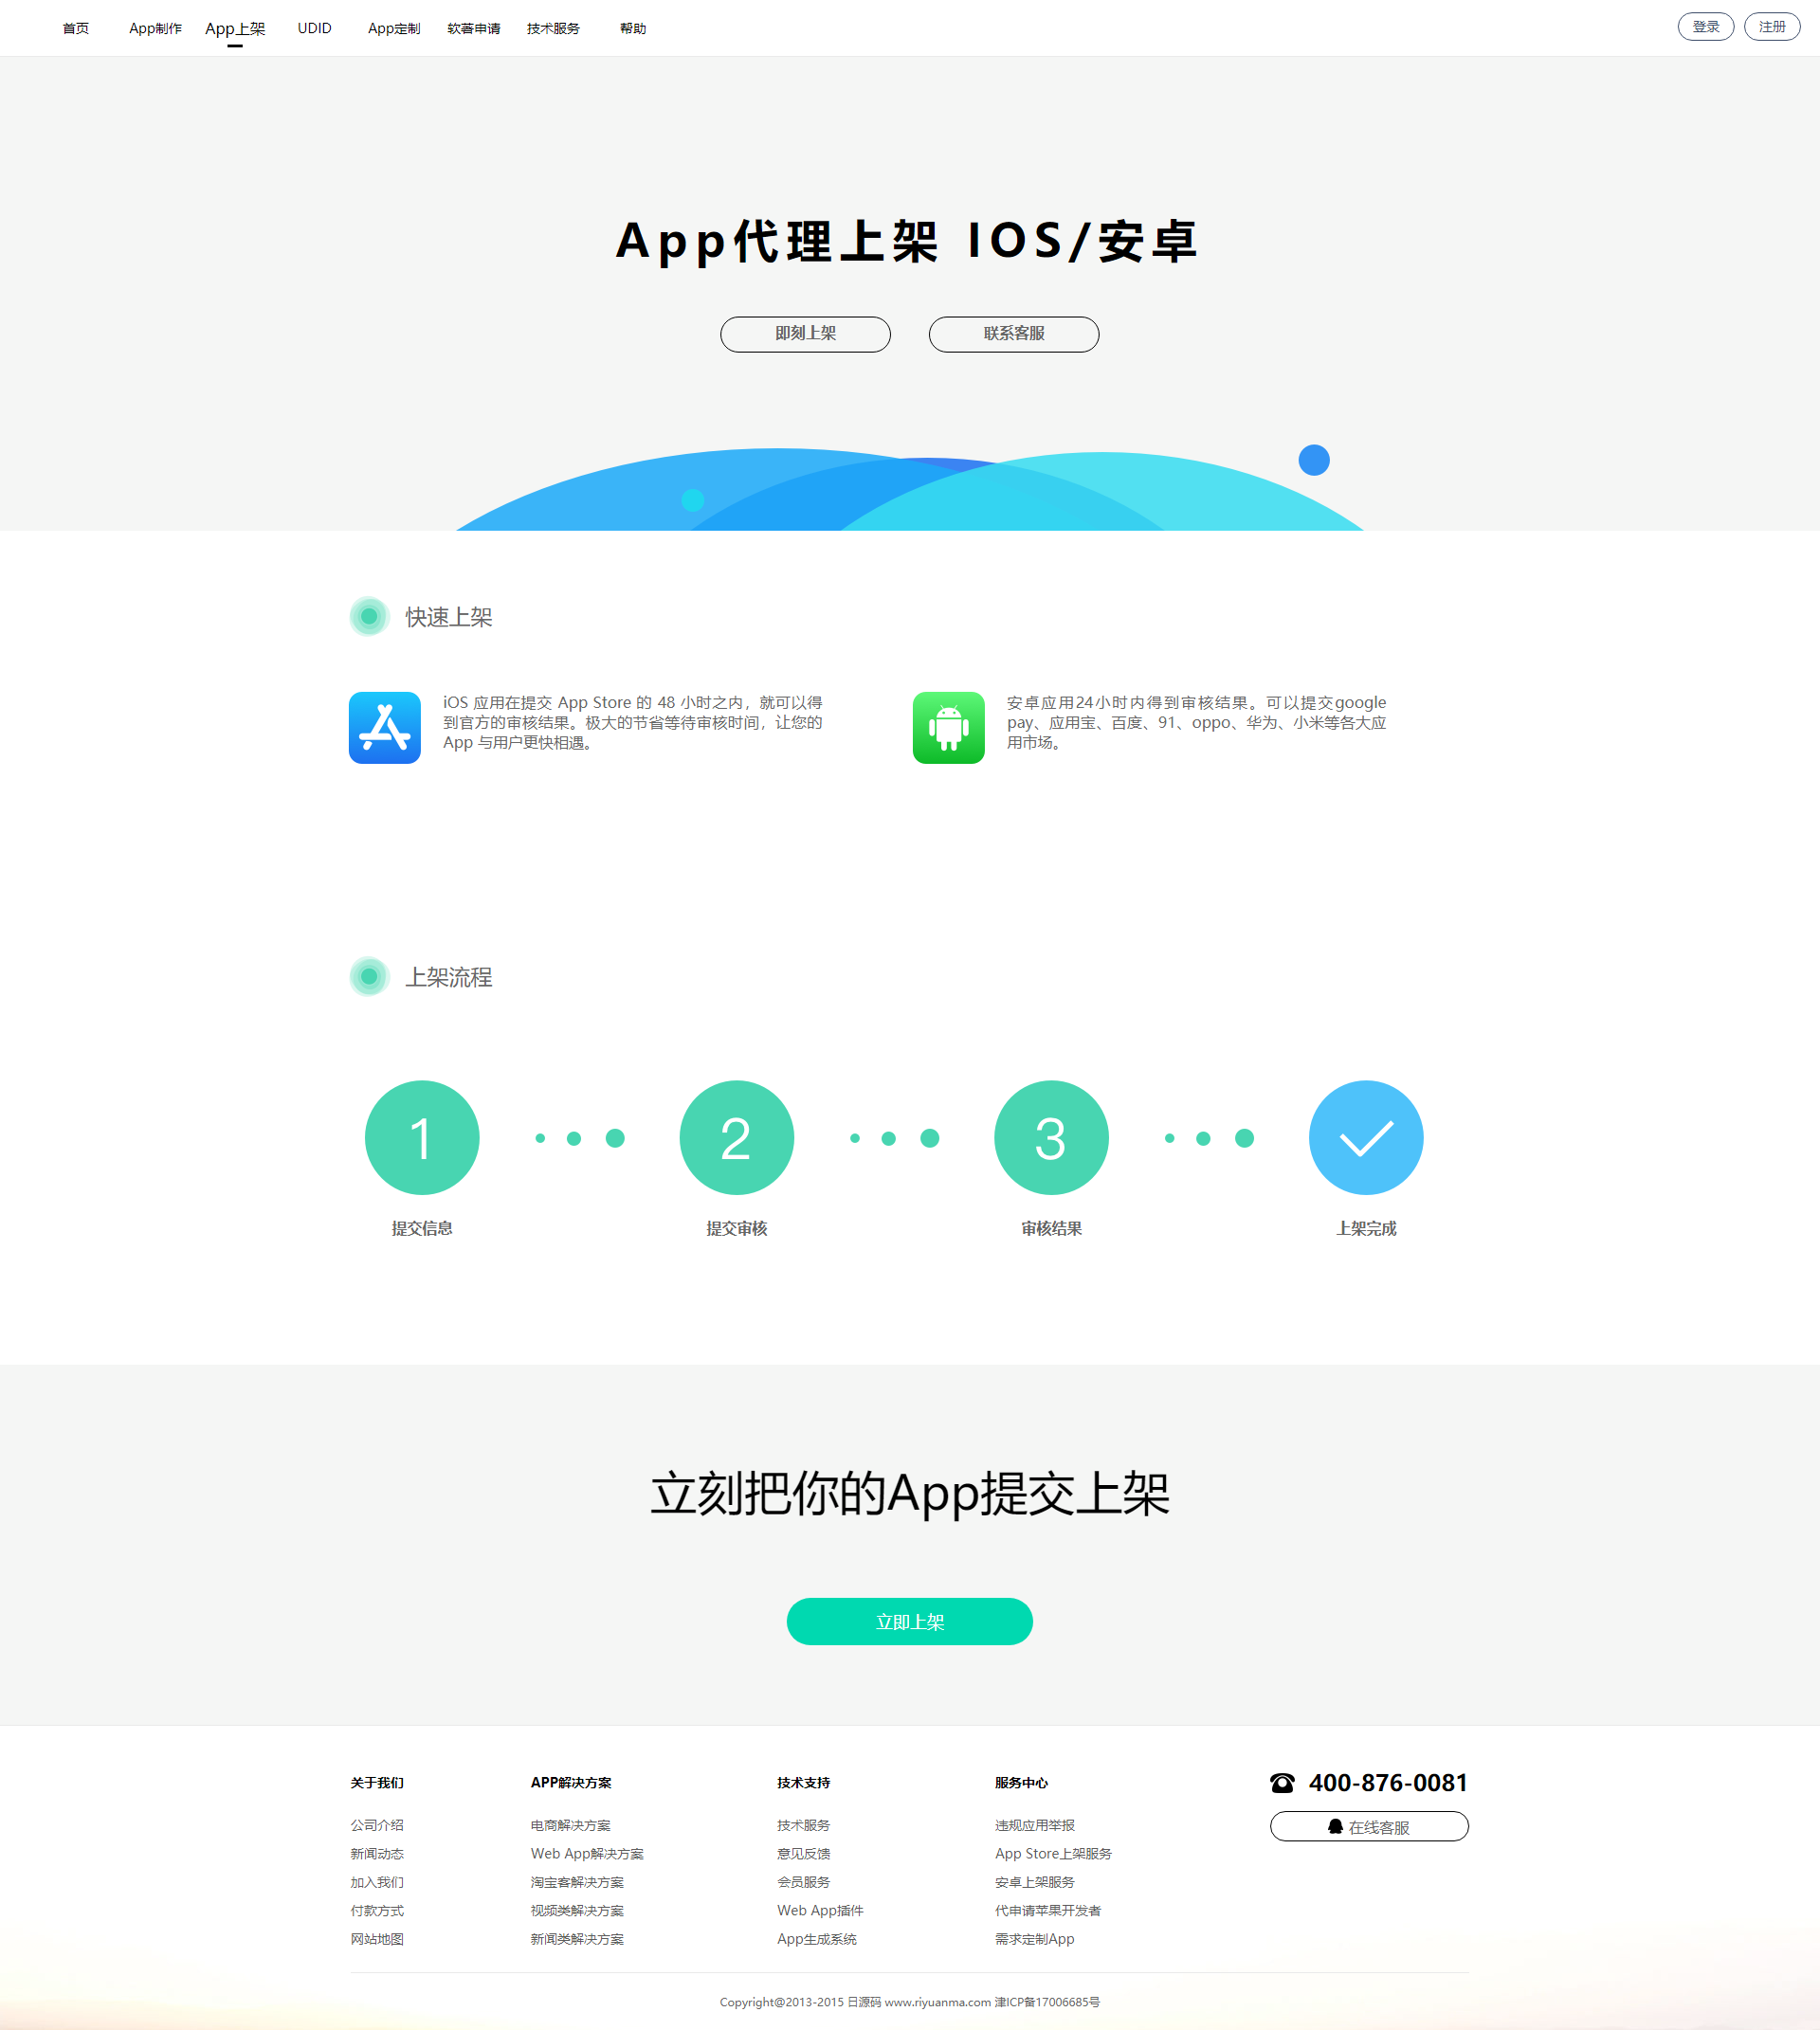 首页 App制作 App上架 UDID App定制 软著申请 技术服务 帮助 登录 注册
App代理上架 IOS/安卓
即刻上架 联系客服
快速上架
iOS 应用在提交 App Store 的 48 小时之内，就可以得
到官方的审核结果。极大的节省等待审核时间，让您的
App 与用户更快相遇。
安卓应用24小时内得到审核结果。可以提交google
pay、应用宝、百度、91、oppo、华为、小米等各大应
用市场。
上架流程
1 2 3
提交信息 提交审核 审核结果 上架完成
立刻把你的App提交上架
立即上架
关于我们
公司介绍
新闻动态
加入我们
付款方式
网站地图
APP解决方案
电商解决方案
Web App解决方案
淘宝客解决方案
视频类解决方案
新闻类解决方案
技术支持
技术服务
意见反馈
会员服务
Web App插件
App生成系统
服务中心
违规应用举报
App Store上架服务
安卓上架服务
代申请苹果开发者
需求定制App
400-876-0081
在线客服
Copyright@2013-2015 日源码 www.riyuanma.com 津ICP备17006685号